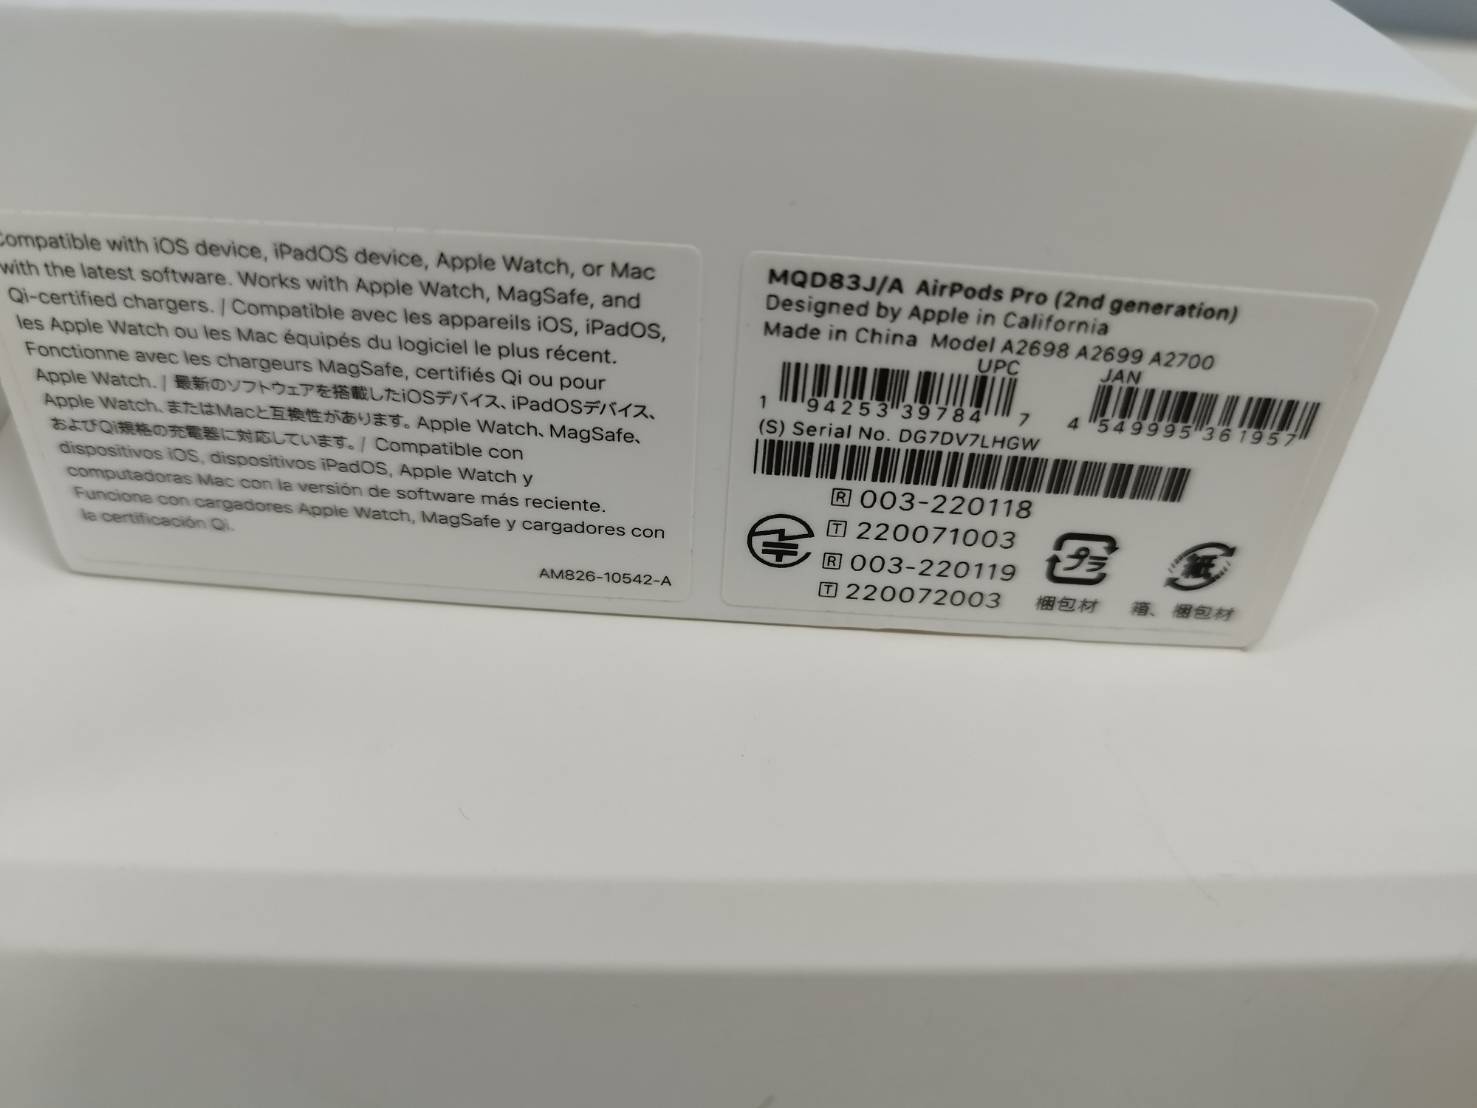 Compatible with iOS device, iPadOS device, Apple Watch, or Mac
with the latest software. Works with Apple Watch, MagSafe, and
Qi-certified chargers. / Compatible avec les appareils iOS, iPadOS,
les Apple Watch ou les Mac équipés du logiciel le plus récent.
Fonctionne avec les chargeurs MagSafe, certifiés Qi ou pour
Apple Watch. / 最新のソフトウェアを搭載したiOSデバイス、iPadOSデバイス、
Apple Watch、またはMacと互換性があります。Apple Watch、MagSafe、
およびQi規格の充電器に対応しています。/ Compatible con
dispositivos iOS, dispositivos iPadOS, Apple Watch y
computadoras Mac con la versión de software más reciente.
Funciona con cargadores Apple Watch, MagSafe y cargadores con
la certificación Qi.
AM826-10542-A
MQD83J/A AirPods Pro (2nd generation)
Designed by Apple in California
Made in China Model A2698 A2699 A2700
UPC
JAN
1 94253 39784 7
4 549995 361957
(S) Serial No. DG7DV7LHGW
R 003-220118
T 220071003
R 003-220119
T 220072003
プラ
紙
梱包材
箱、梱包材